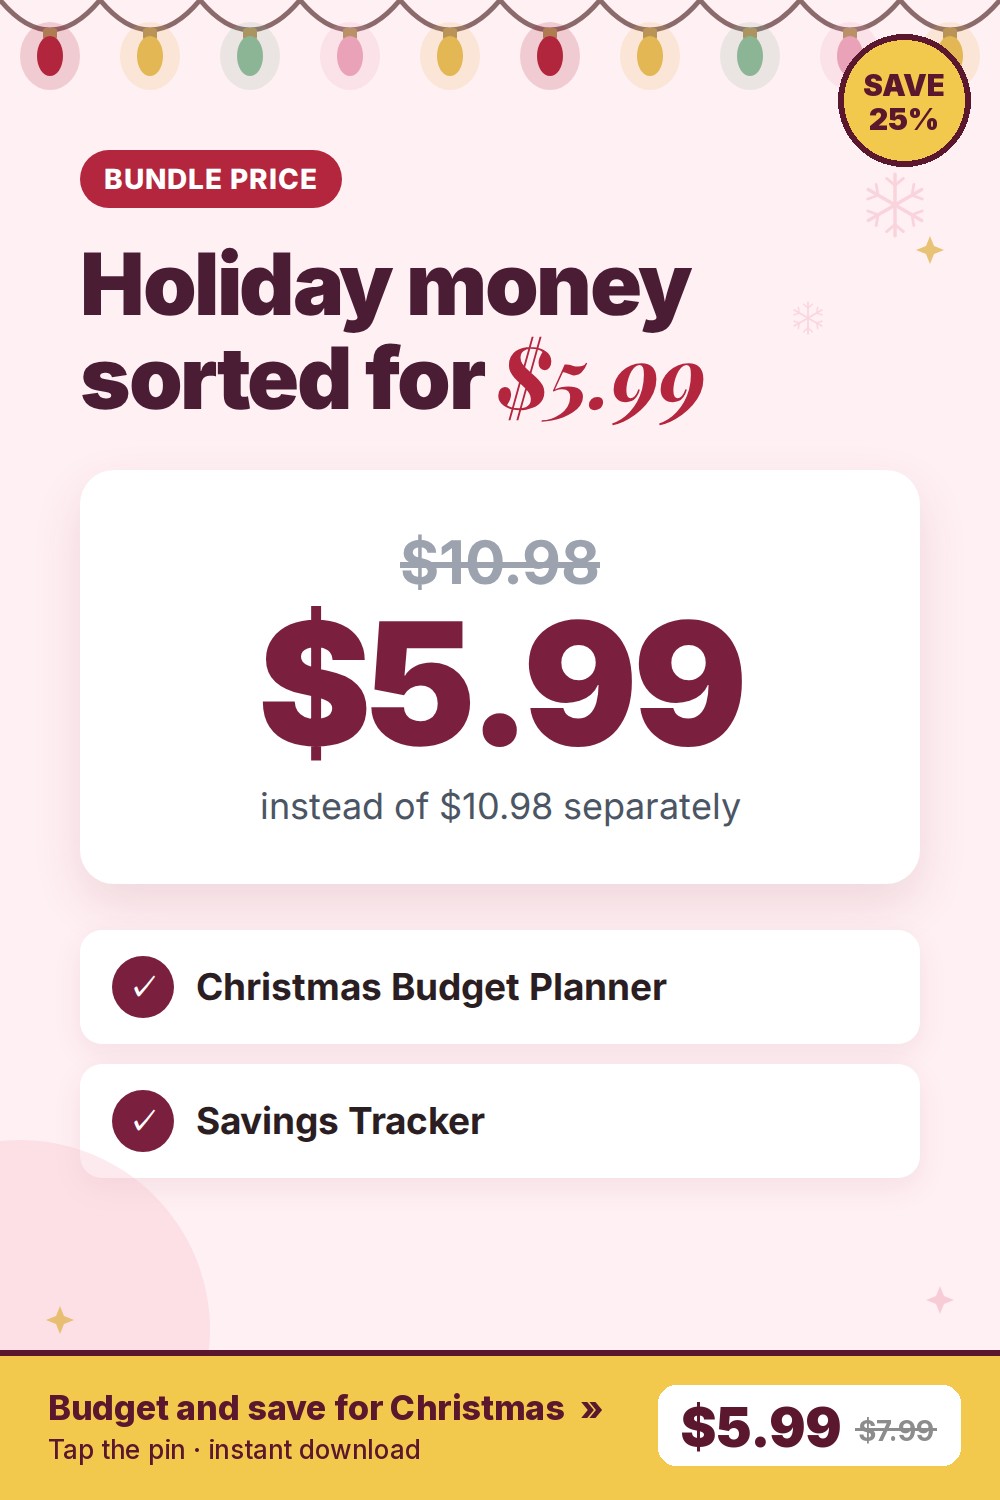 SAVE
25%
BUNDLE PRICE
Holiday money
sorted for $5.99
$10.98
$5.99
instead of $10.98 separately
✓ Christmas Budget Planner
✓ Savings Tracker
Budget and save for Christmas »
Tap the pin · instant download
$5.99 $7.99